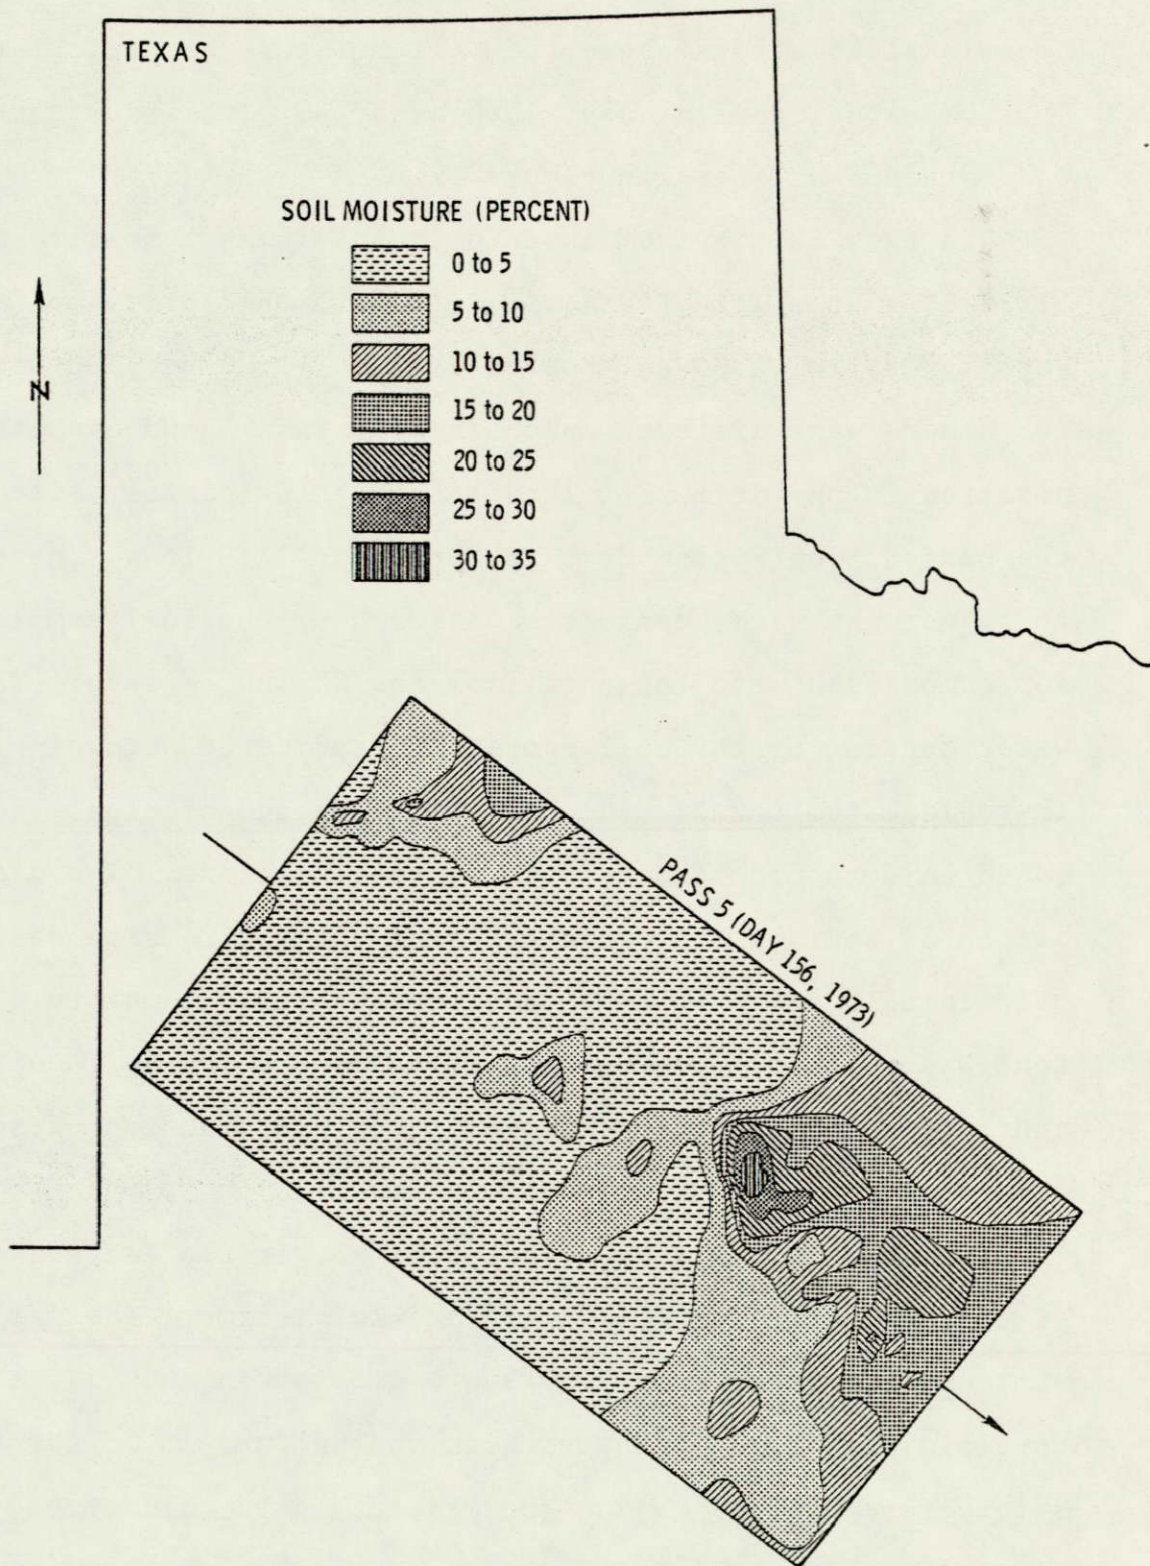 TEXAS
SOIL MOISTURE (PERCENT)
0 to 5
5 to 10
10 to 15
15 to 20
20 to 25
25 to 30
30 to 35
N
PASS 5 (DAY 156, 1973)